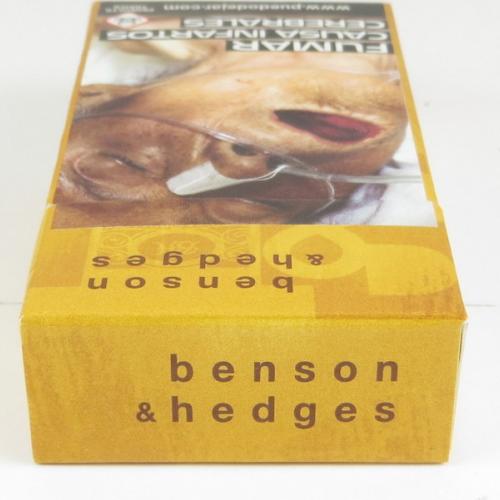 www.puedodejar.com
FUMAR
CAUSA INFARTOS
CEREBRALES
benson
& hedges
benson
& hedges